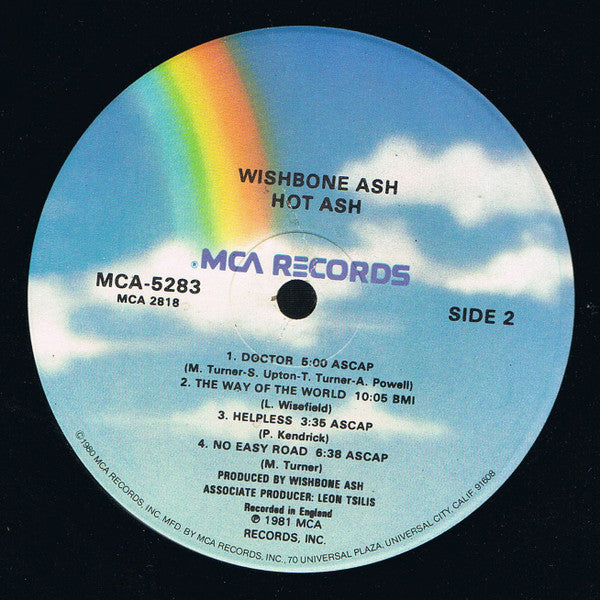 WISHBONE ASH
HOT ASH
®MCA RECORDS
MCA-5283
MCA 2818
SIDE 2
1. DOCTOR 5:00 ASCAP
(M. Turner-S. Upton-T. Turner-A. Powell)
2. THE WAY OF THE WORLD 10:05 BMI
(L. Wisefield)
3. HELPLESS 3:35 ASCAP
(P. Kendrick)
4. NO EASY ROAD 6:38 ASCAP
(M. Turner)
PRODUCED BY WISHBONE ASH
ASSOCIATE PRODUCER: LEON TSILIS
Recorded in England
℗ 1981 MCA
RECORDS, INC.
©1980 MCA RECORDS, INC. MFD. BY MCA RECORDS, INC., 70 UNIVERSAL PLAZA, UNIVERSAL CITY, CALIF. 91608